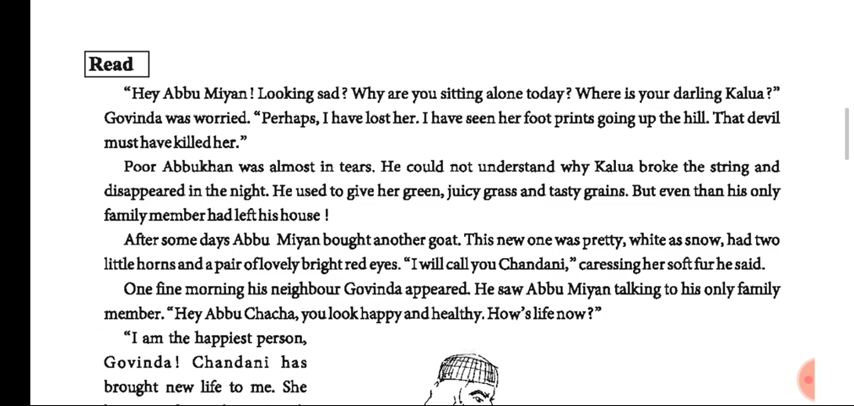 Read
“Hey Abbu Miyan! Looking sad? Why are you sitting alone today? Where is your darling Kalua?”
Govinda was worried. “Perhaps, I have lost her. I have seen her foot prints going up the hill. That devil
must have killed her.”
Poor Abbukhan was almost in tears. He could not understand why Kalua broke the string and
disappeared in the night. He used to give her green, juicy grass and tasty grains. But even than his only
family member had left his house !
After some days Abbu Miyan bought another goat. This new one was pretty, white as snow, had two
little horns and a pair of lovely bright red eyes. “I will call you Chandani,” caressing her soft fur he said.
One fine morning his neighbour Govinda appeared. He saw Abbu Miyan talking to his only family
member. “Hey Abbu Chacha, you look happy and healthy. How’s life now?”
“I am the happiest person,
Govinda! Chandani has
brought new life to me. She